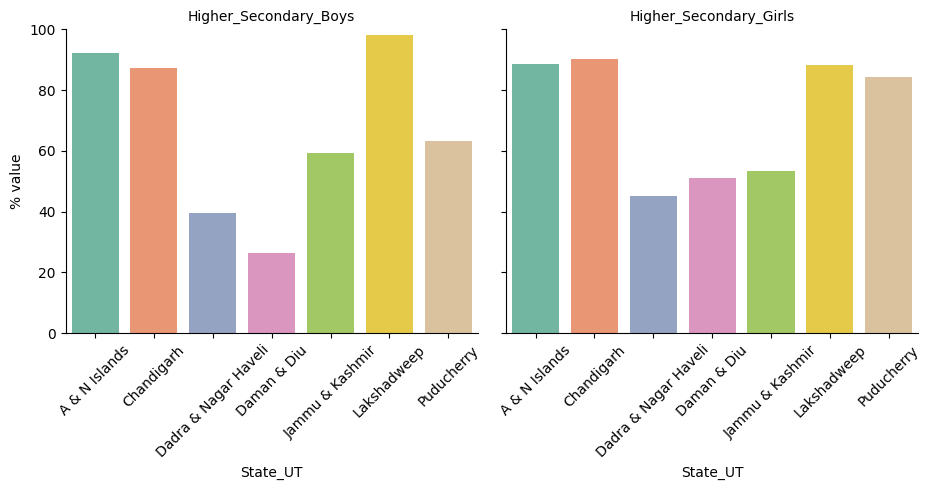 Higher_Secondary_Boys
Higher_Secondary_Girls
% value
100
80
60
40
20
0
A & N Islands
Chandigarh
Dadra & Nagar Haveli
Daman & Diu
Jammu & Kashmir
Lakshadweep
Puducherry
A & N Islands
Chandigarh
Dadra & Nagar Haveli
Daman & Diu
Jammu & Kashmir
Lakshadweep
Puducherry
State_UT
State_UT